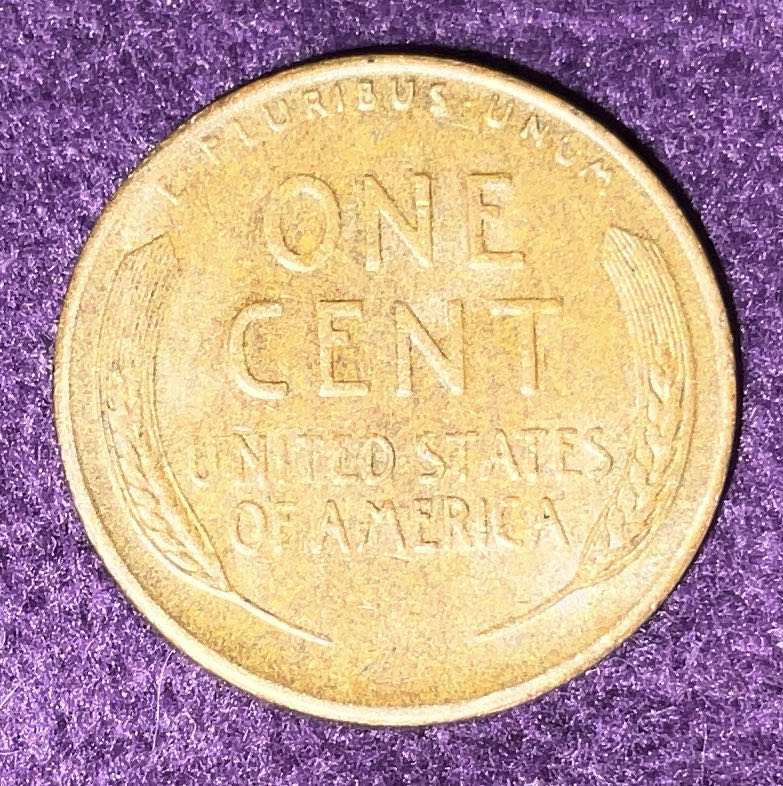 E·PLURIBUS·UNUM
ONE
CENT
UNITED STATES
OF AMERICA